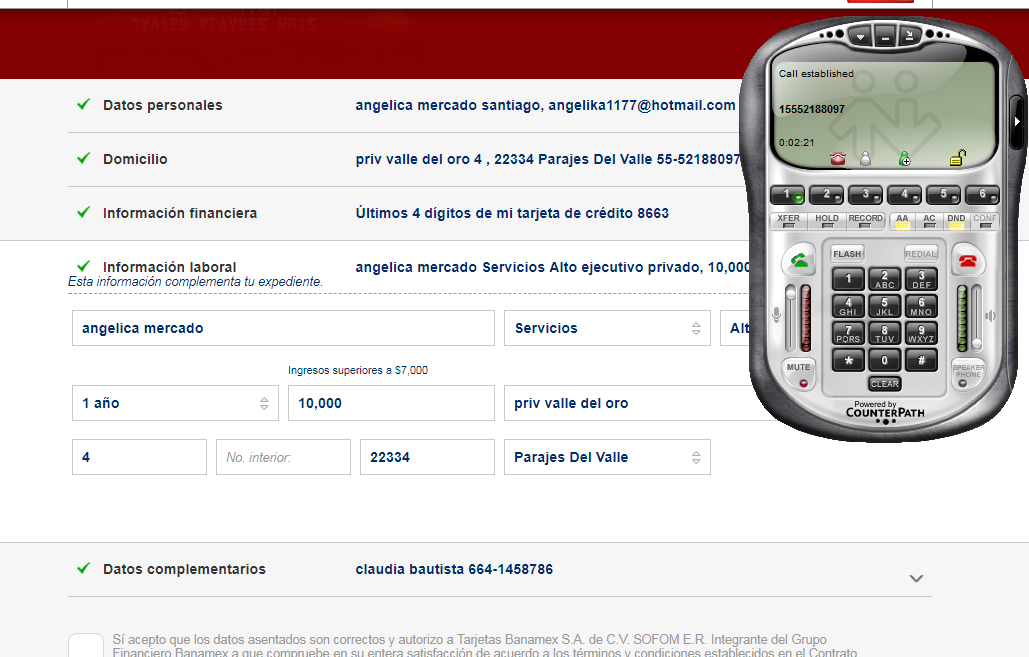 JAVIER ALVAREZ RUIZ
Datos personales angelica mercado santiago, angelika1177@hotmail.com
Domicilio priv valle del oro 4 , 22334 Parajes Del Valle 55-52188097
Información financiera Últimos 4 dígitos de mi tarjeta de crédito 8663
Información laboral angelica mercado Servicios Alto ejecutivo privado, 10,000
Esta información complementa tu expediente.
angelica mercado Servicios Alt
Ingresos superiores a $7,000
1 año 10,000 priv valle del oro
4 No. interior: 22334 Parajes Del Valle
Datos complementarios claudia bautista 664-1458786
Sí acepto que los datos asentados son correctos y autorizo a Tarjetas Banamex S.A. de C.V. SOFOM E.R. Integrante del Grupo
Financiero Banamex a que compruebe en su entera satisfacción de acuerdo a los términos y condiciones establecidos en el Contrato
Call established
15552188097
0:02:21
1 2 3 4 5 6
XFER HOLD RECORD AA AC DND CONF
FLASH REDIAL
1 2 ABC 3 DEF
4 GHI 5 JKL 6 MNO
7 PQRS 8 TUV 9 WXYZ
* 0 #
MUTE CLEAR SPEAKER PHONE
Powered by
COUNTERPATH